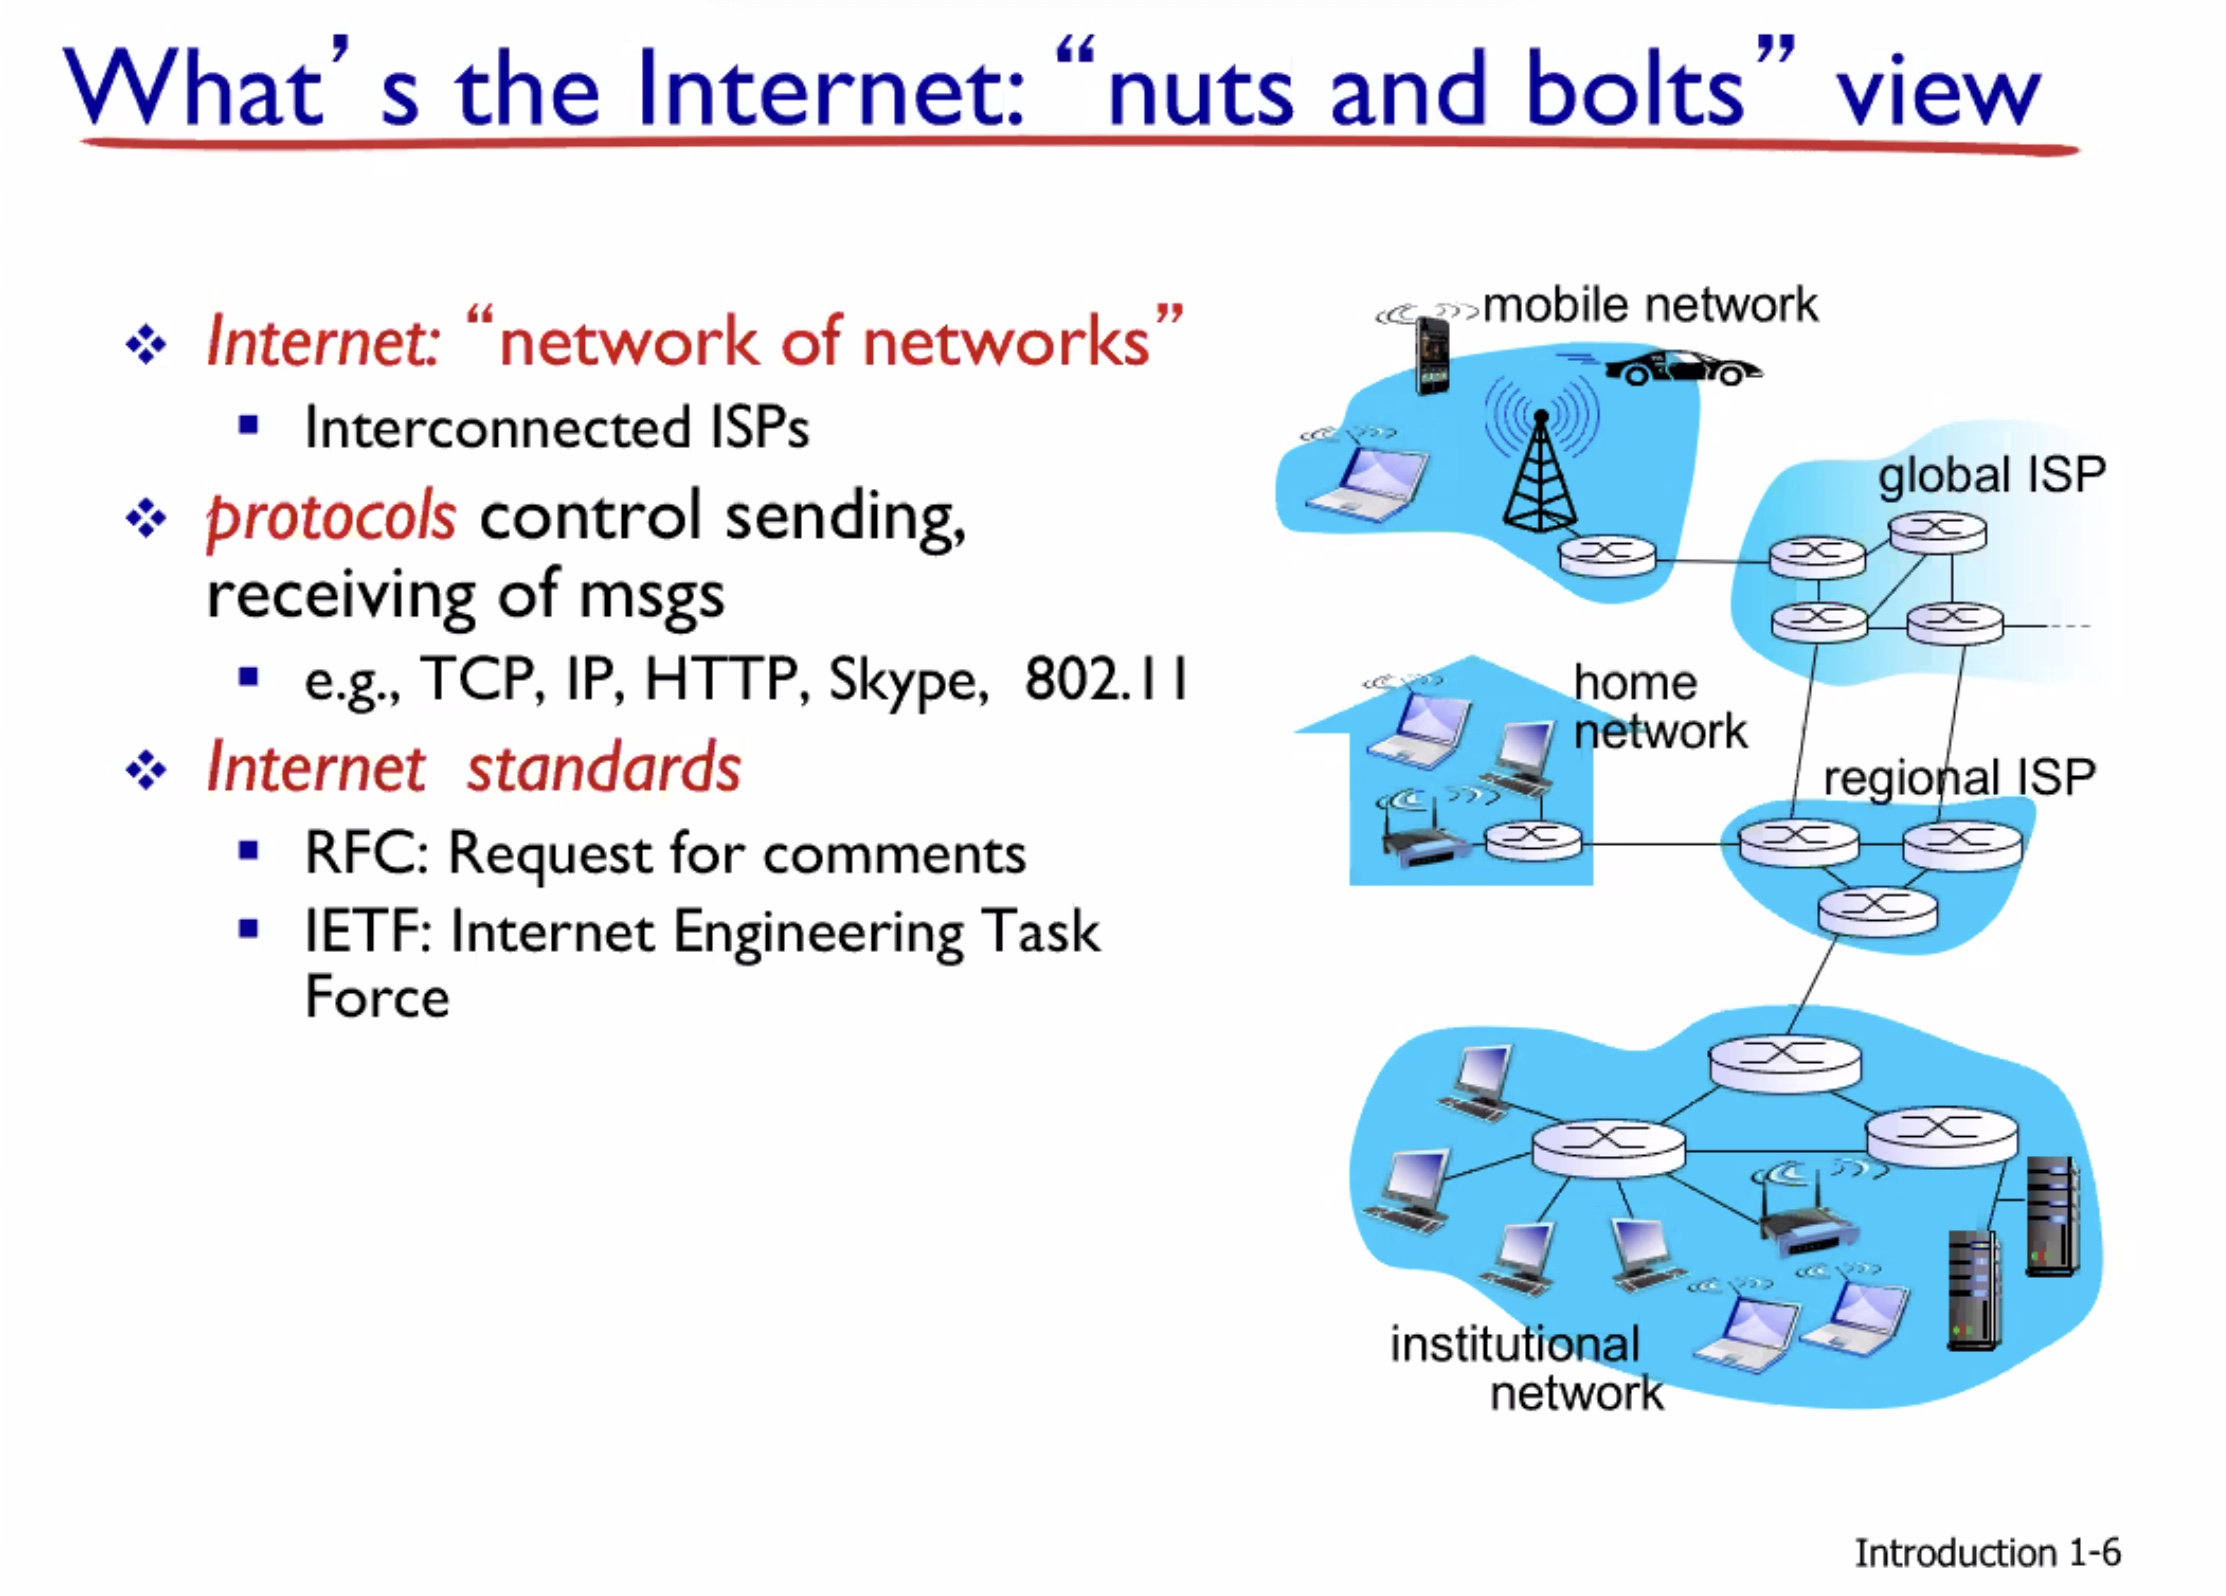 What’s the Internet: “nuts and bolts” view
Internet: “network of networks”
Interconnected ISPs
protocols control sending,
receiving of msgs
e.g., TCP, IP, HTTP, Skype, 802.11
Internet standards
RFC: Request for comments
IETF: Internet Engineering Task
Force
mobile network
global ISP
home
network
regional ISP
institutional
network
Introduction 1-6